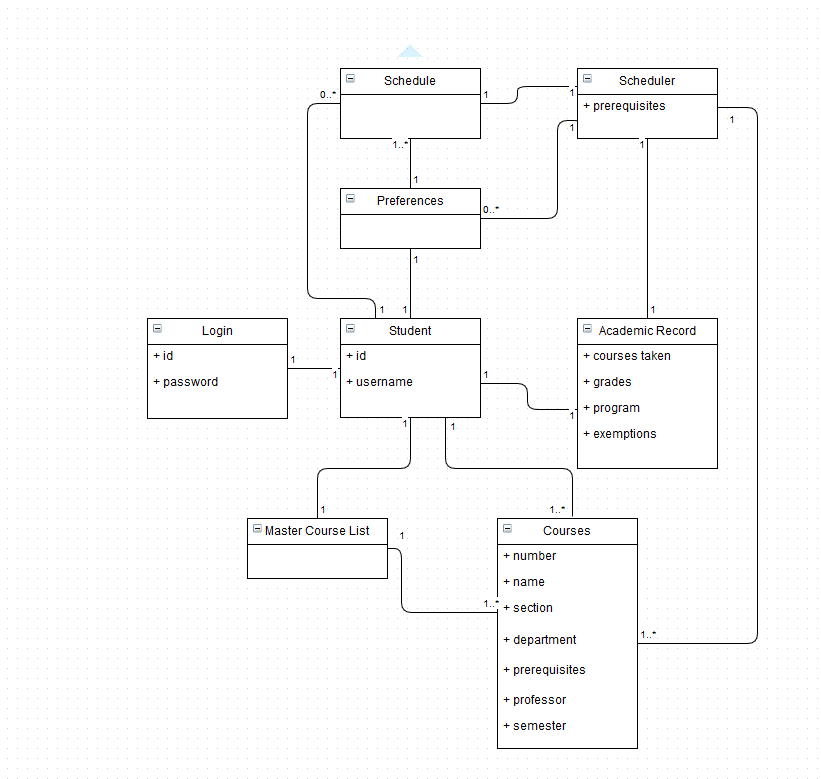 Schedule
Scheduler
0..*
1
1
+ prerequisites
1
1
1..*
1
1
Preferences
0..*
1
1
1
1
Login
Student
Academic Record
+ id
+ id
+ courses taken
1
1
1
+ password
+ username
+ grades
+ program
1
+ exemptions
1
1
1
1..*
Master Course List
Courses
1
+ number
+ name
1..*
+ section
1..*
+ department
+ prerequisites
+ professor
+ semester